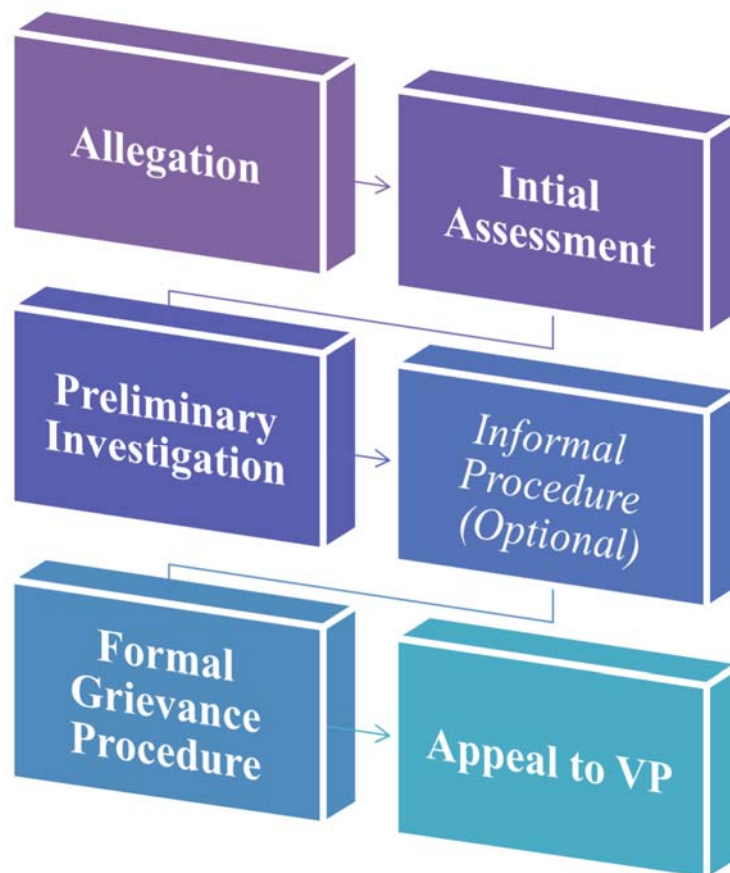 Allegation
Intial
Assessment
Preliminary
Investigation
Informal
Procedure
(Optional)
Formal
Grievance
Procedure
Appeal to VP